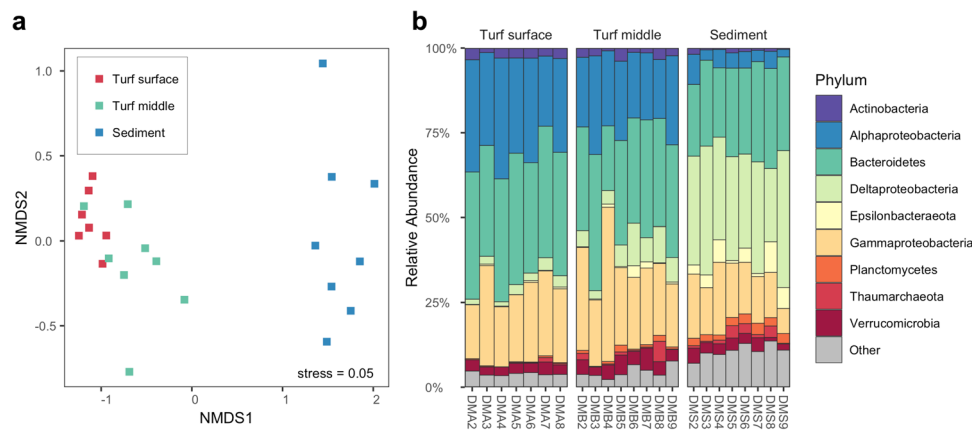 a
b
Turf surface
Turf middle
Sediment
1.0
0.5
0.0
-0.5
NMDS2
-1
0
1
2
NMDS1
stress = 0.05
Turf surface
Turf middle
Sediment
100%
75%
50%
25%
0%
Relative Abundance
DMA2
DMA3
DMA4
DMA5
DMA6
DMA7
DMA8
DMB2
DMB3
DMB4
DMB5
DMB6
DMB7
DMB8
DMB9
DMS2
DMS3
DMS4
DMS5
DMS6
DMS7
DMS8
DMS9
Phylum
Actinobacteria
Alphaproteobacteria
Bacteroidetes
Deltaproteobacteria
Epsilonbacteraeota
Gammaproteobacteria
Planctomycetes
Thaumarchaeota
Verrucomicrobia
Other